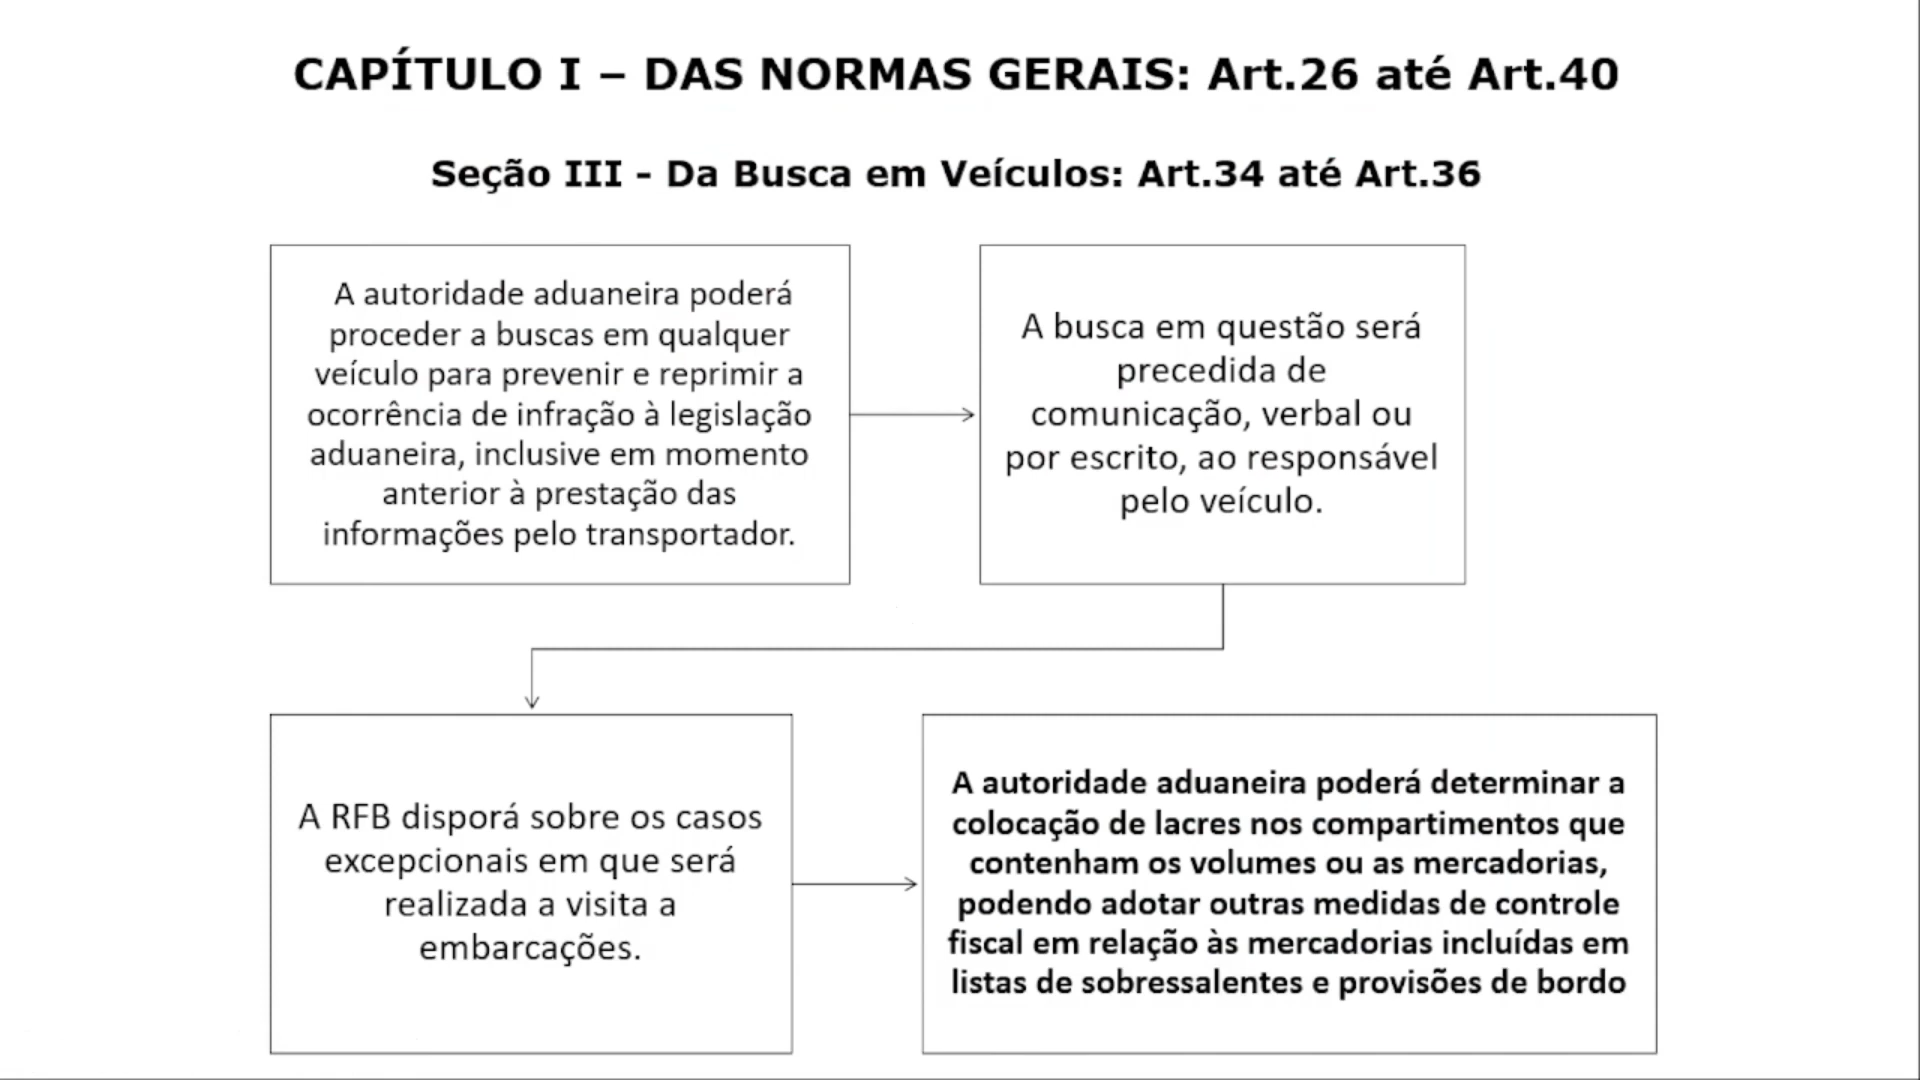 CAPÍTULO I – DAS NORMAS GERAIS: Art.26 até Art.40
Seção III - Da Busca em Veículos: Art.34 até Art.36
A autoridade aduaneira poderá
proceder a buscas em qualquer
veículo para prevenir e reprimir a
ocorrência de infração à legislação
aduaneira, inclusive em momento
anterior à prestação das
informações pelo transportador.
A busca em questão será
precedida de
comunicação, verbal ou
por escrito, ao responsável
pelo veículo.
A RFB disporá sobre os casos
excepcionais em que será
realizada a visita a
embarcações.
A autoridade aduaneira poderá determinar a
colocação de lacres nos compartimentos que
contenham os volumes ou as mercadorias,
podendo adotar outras medidas de controle
fiscal em relação às mercadorias incluídas em
listas de sobressalentes e provisões de bordo